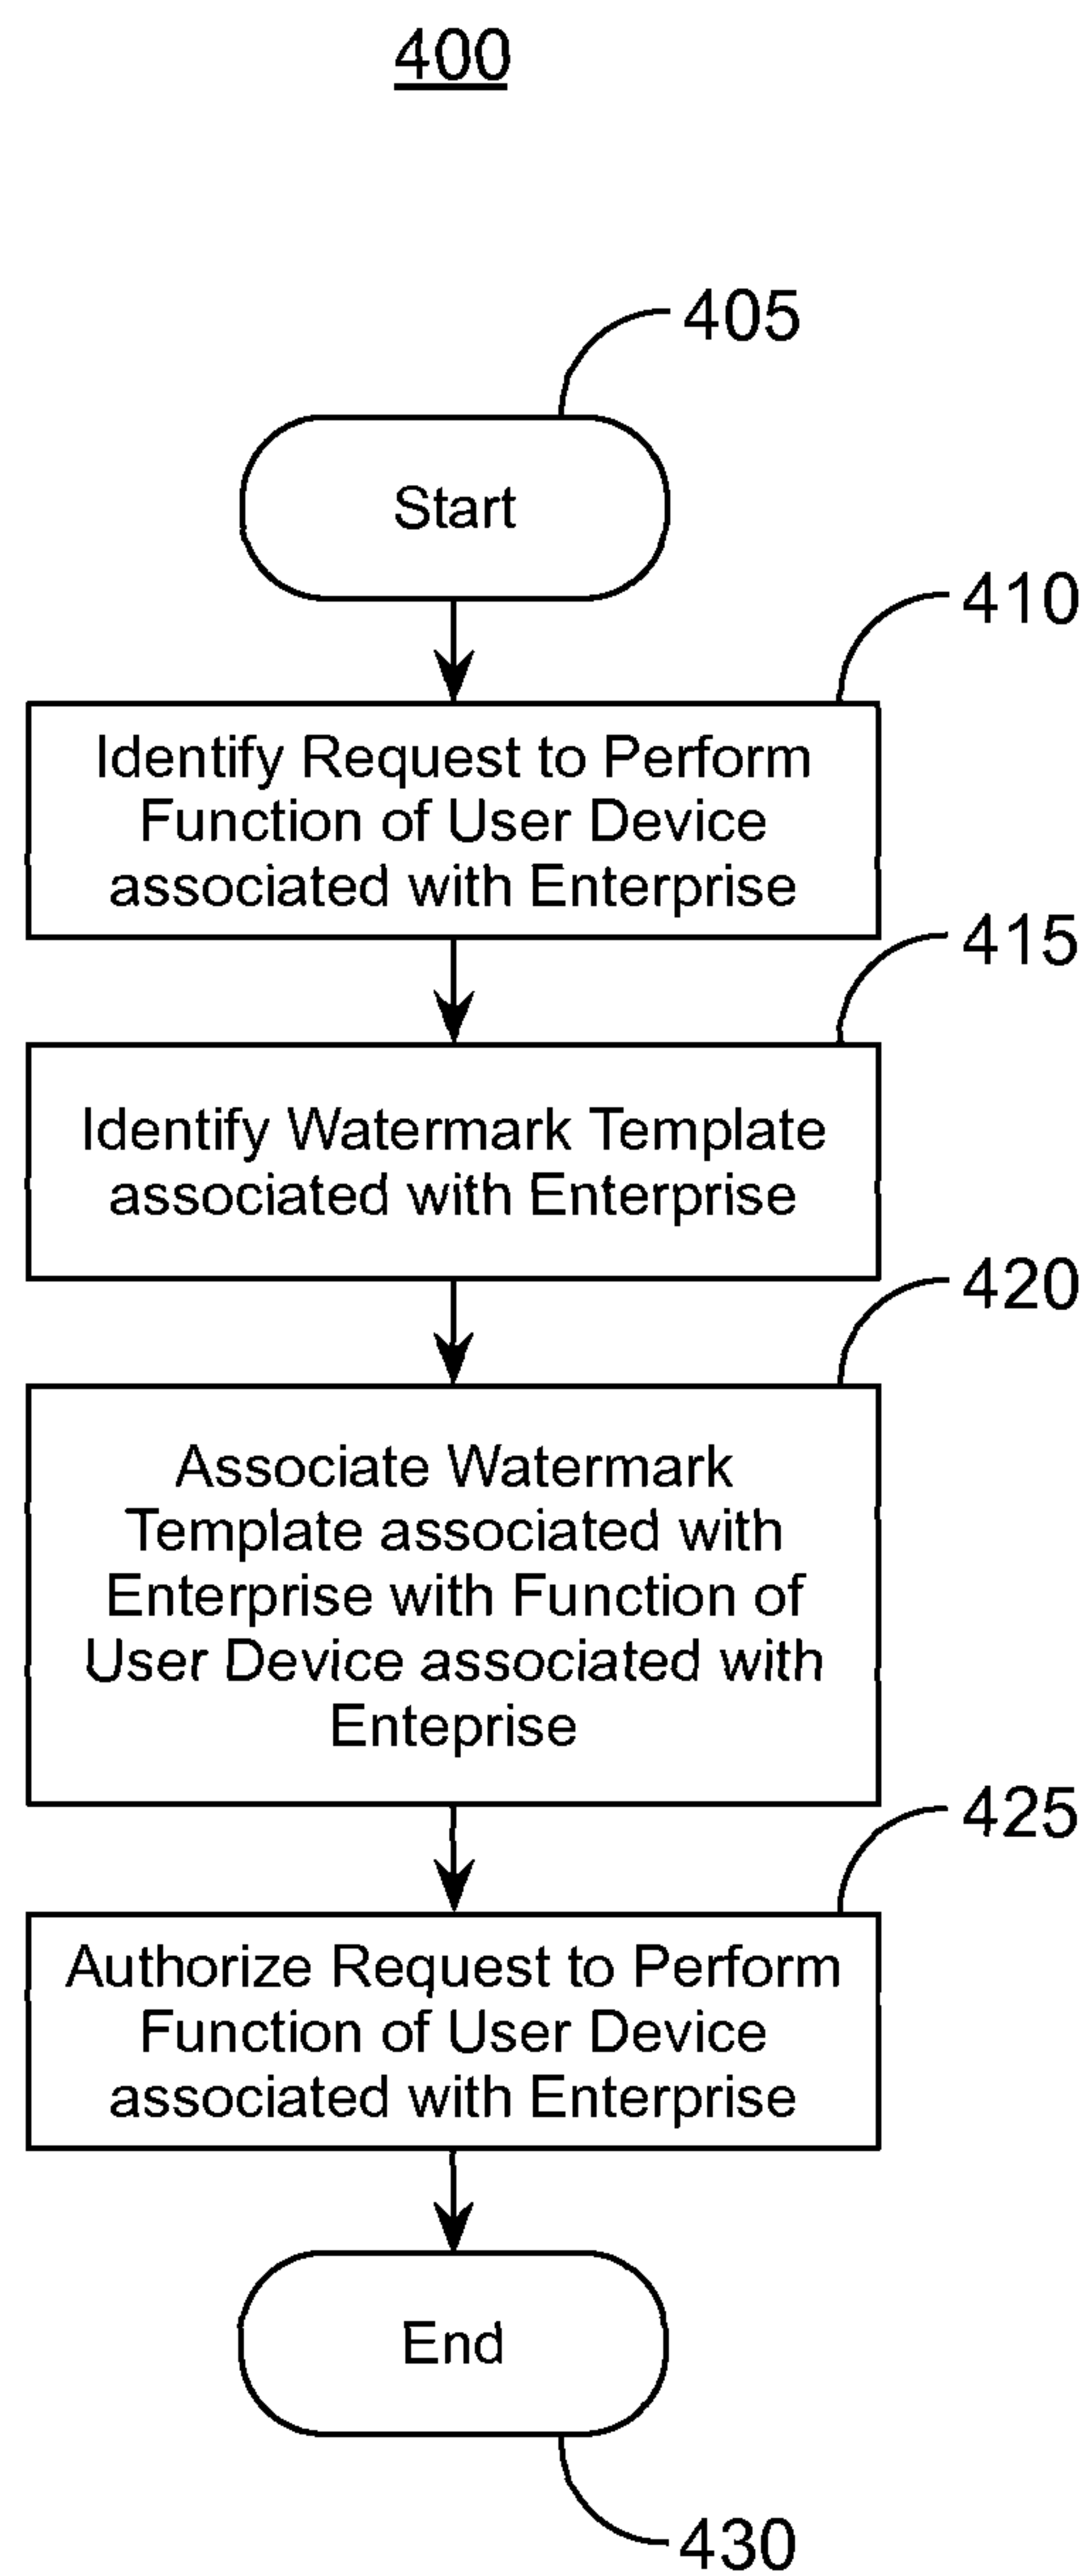 400
405
Start
410
Identify Request to Perform
Function of User Device
associated with Enterprise
415
Identify Watermark Template
associated with Enterprise
420
Associate Watermark
Template associated with
Enterprise with Function of
User Device associated with
Enteprise
425
Authorize Request to Perform
Function of User Device
associated with Enterprise
End
430